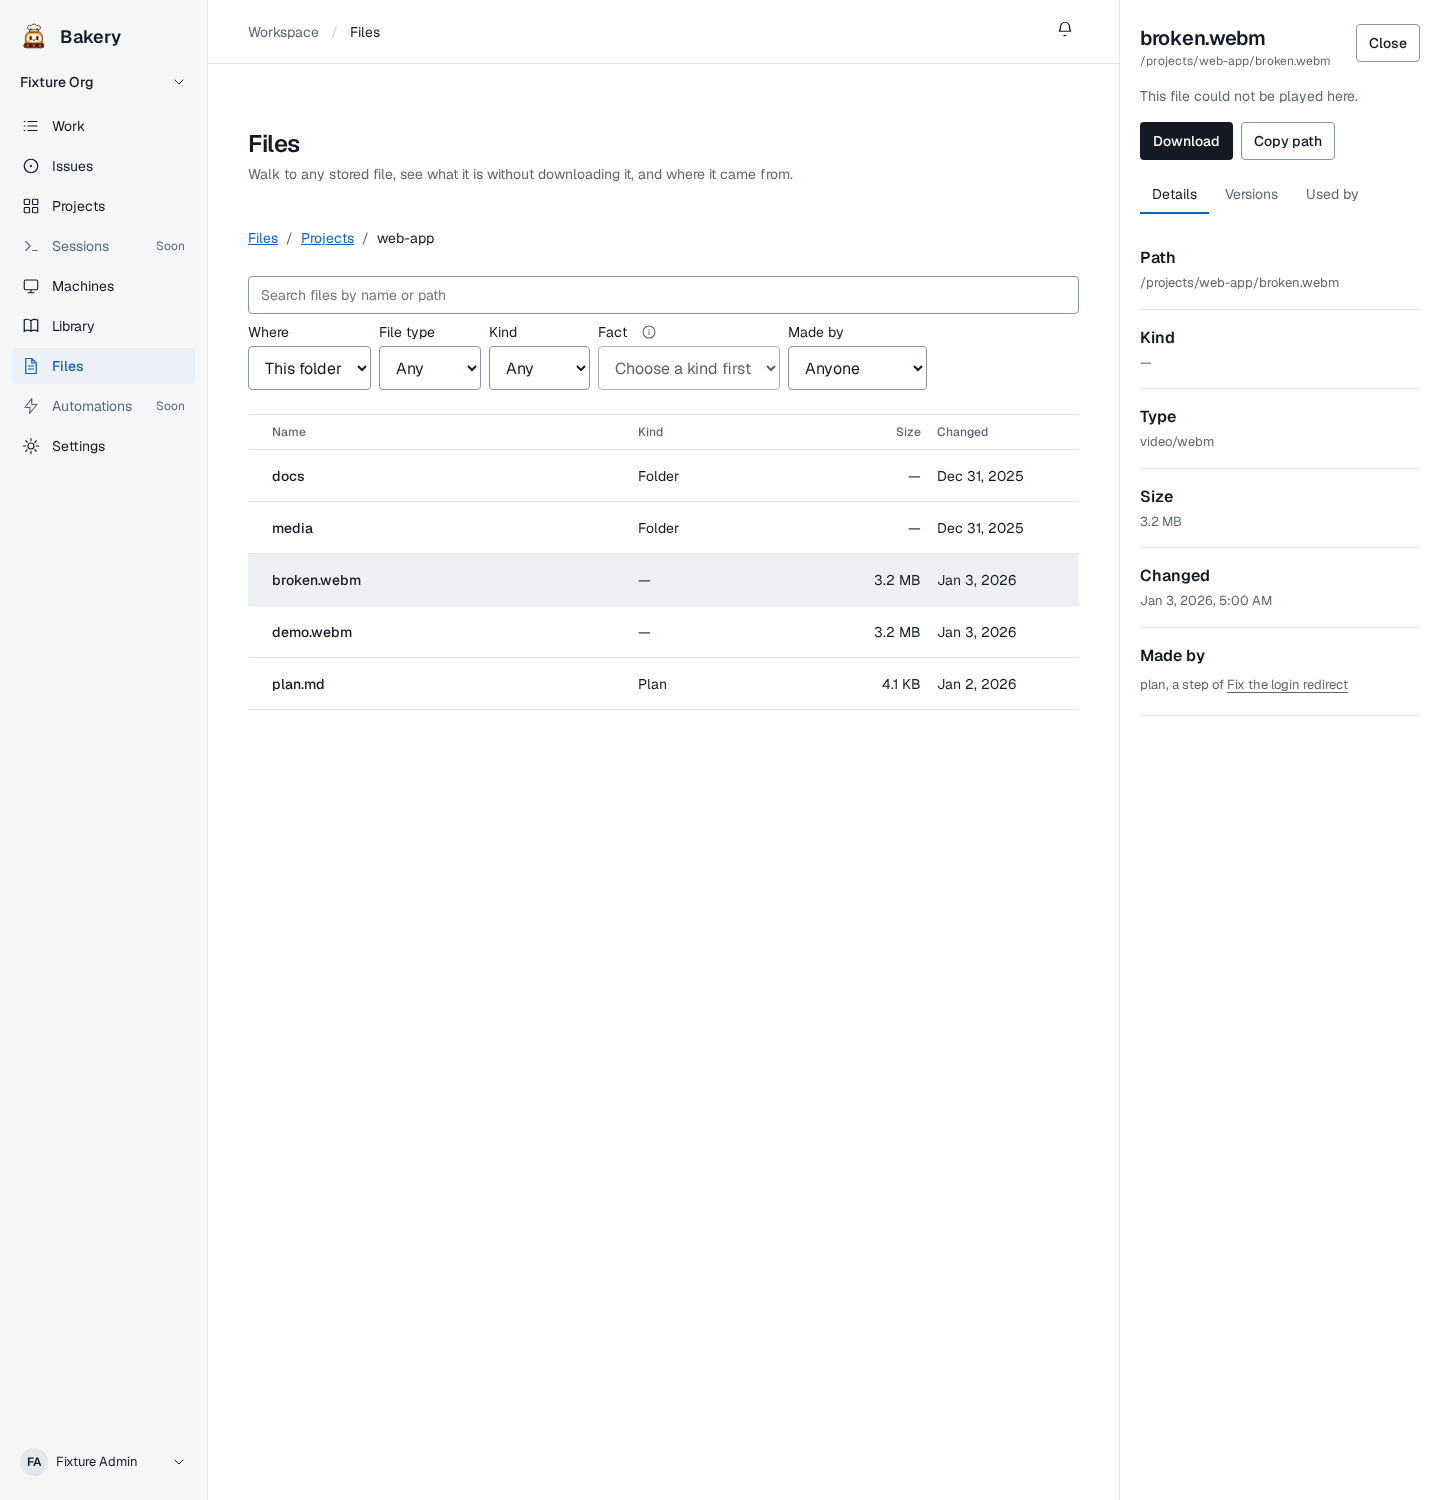 Bakery
Fixture Org
Work
Issues
Projects
Sessions Soon
Machines
Library
Files
Automations Soon
Settings
FA Fixture Admin
Workspace / Files
Files
Walk to any stored file, see what it is without downloading it, and where it came from.
Files / Projects / web-app
Search files by name or path
Where File type Kind Fact Made by
This folder Any Any Choose a kind first Anyone
Name Kind Size Changed
docs Folder — Dec 31, 2025
media Folder — Dec 31, 2025
broken.webm — 3.2 MB Jan 3, 2026
demo.webm — 3.2 MB Jan 3, 2026
plan.md Plan 4.1 KB Jan 2, 2026
broken.webm
Close
/projects/web-app/broken.webm
This file could not be played here.
Download Copy path
Details Versions Used by
Path
/projects/web-app/broken.webm
Kind
—
Type
video/webm
Size
3.2 MB
Changed
Jan 3, 2026, 5:00 AM
Made by
plan, a step of Fix the login redirect